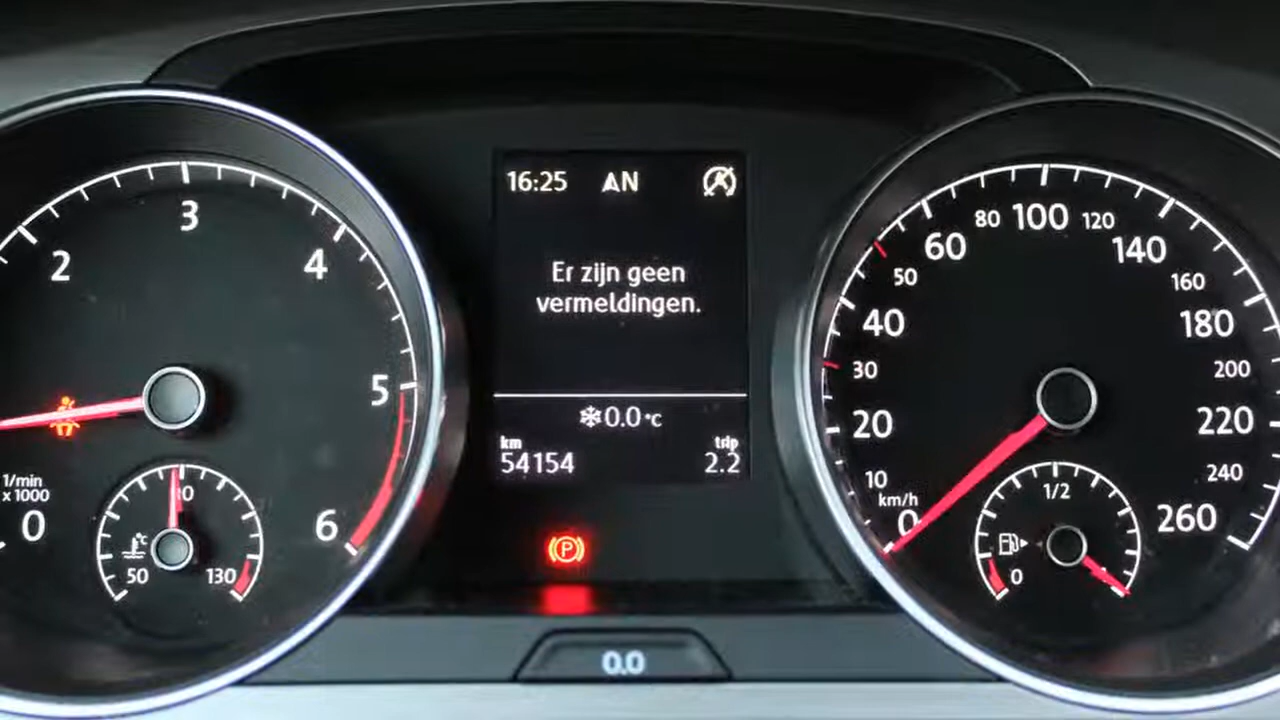 16:25 AN
Er zijn geen
vermeldingen.
0.0 °C
km trip
54154 2.2
P
0.0
2
3
4
5
6
1/min
x 1000
0
°C
50
130
0
10
20
30
40
50
60
80
100
120
140
160
180
200
220
240
260
km/h
1/2
0